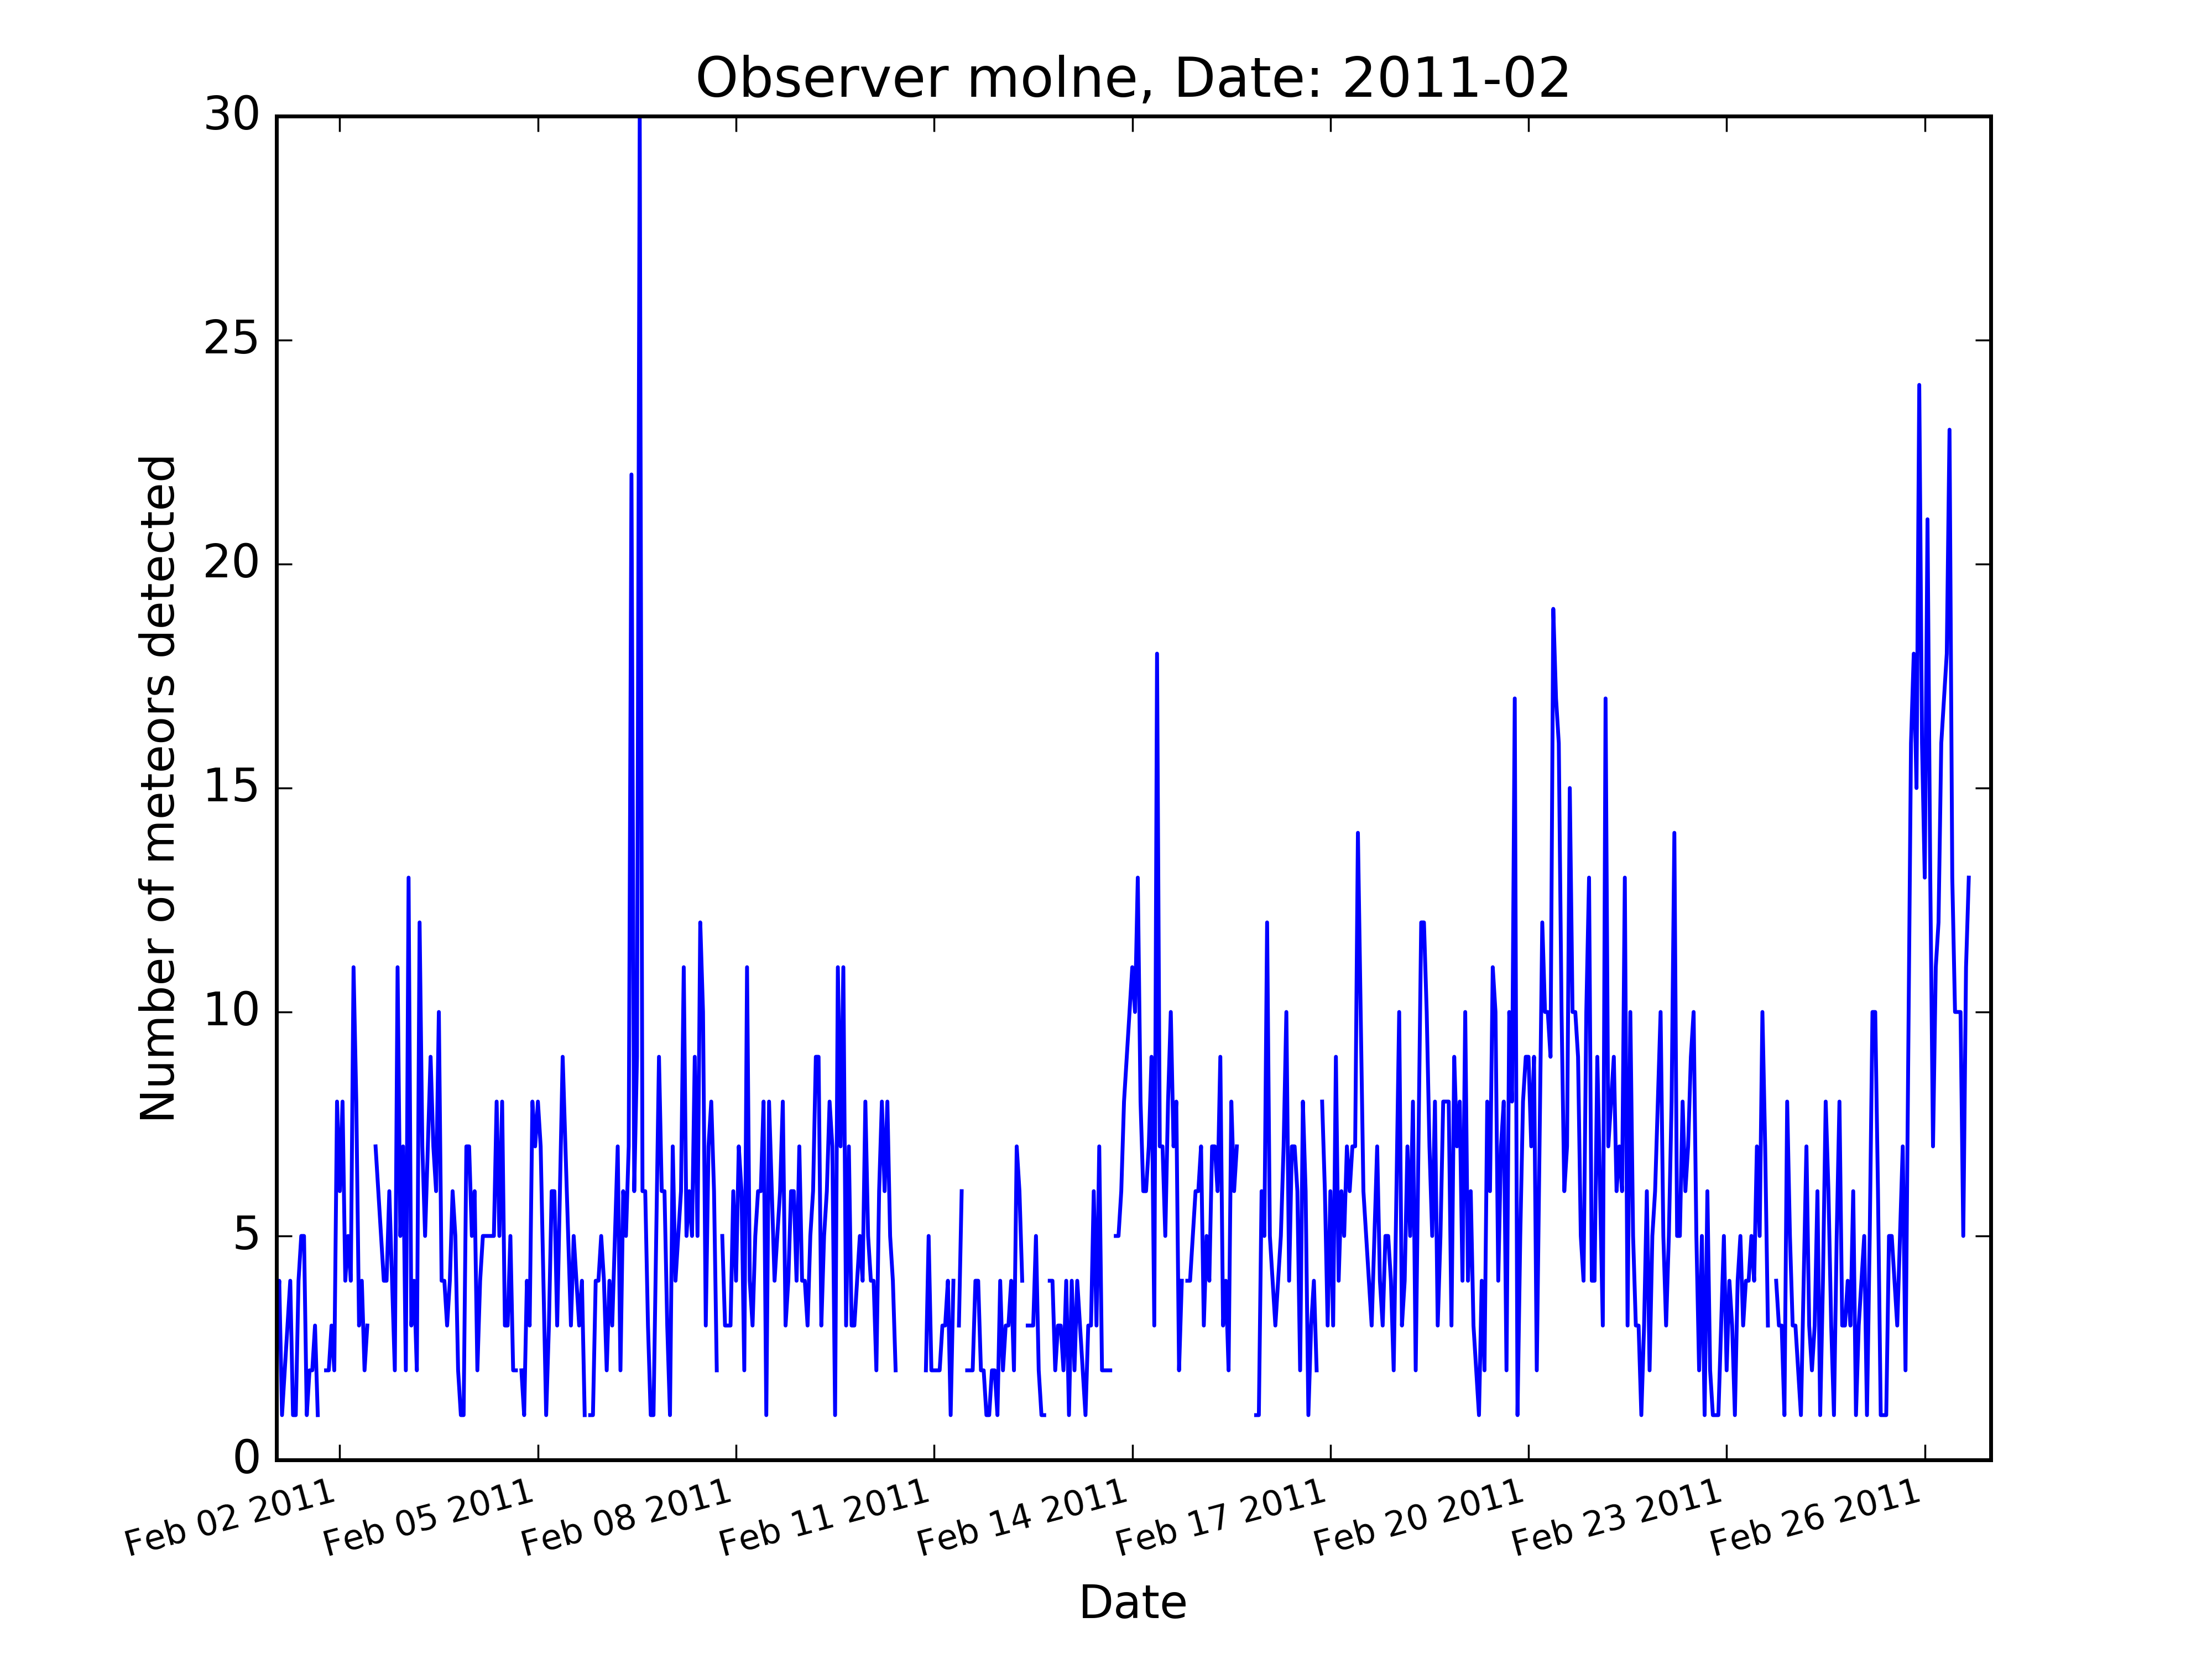 Observer molne, Date: 2011-02
30
25
20
15
10
5
0
Number of meteors detected
Feb 02 2011
Feb 05 2011
Feb 08 2011
Feb 11 2011
Feb 14 2011
Feb 17 2011
Feb 20 2011
Feb 23 2011
Feb 26 2011
Date